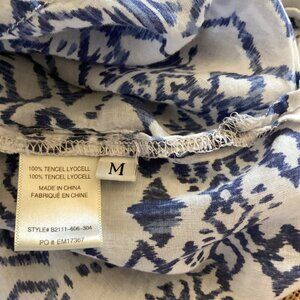 100% TENCEL LYOCELL
100% TENCEL LYOCELL
MADE IN CHINA
FABRIQUÉ EN CHINE
STYLE# B2111-606-304
PO # EM17367
M